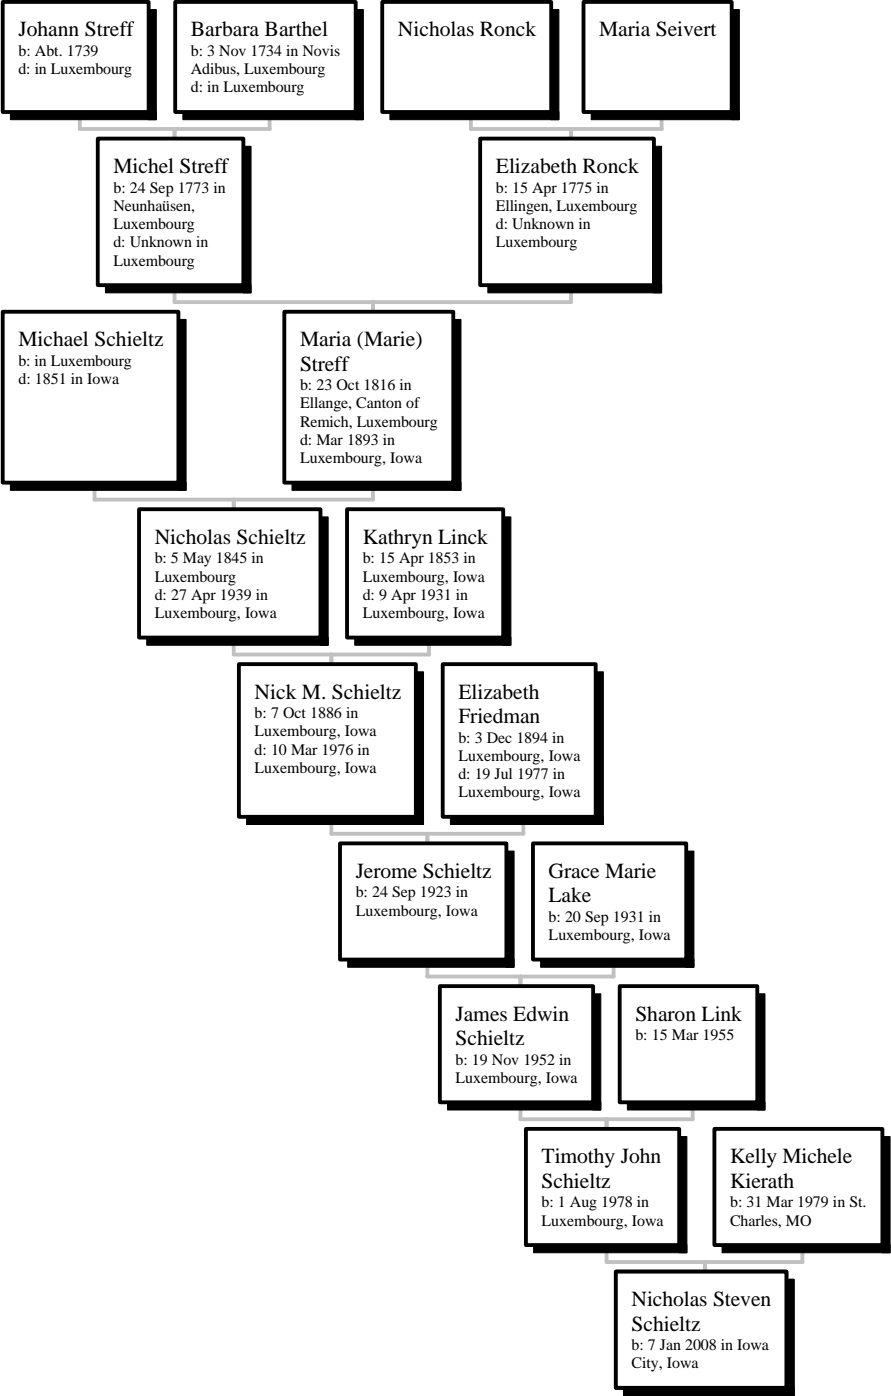 Johann Streff
b: Abt. 1739
d: in Luxembourg
Barbara Barthel
b: 3 Nov 1734 in Novis
Adibus, Luxembourg
d: in Luxembourg
Nicholas Ronck
Maria Seivert
Michel Streff
b: 24 Sep 1773 in
Neunhaüsen,
Luxembourg
d: Unknown in
Luxembourg
Elizabeth Ronck
b: 15 Apr 1775 in
Ellingen, Luxembourg
d: Unknown in
Luxembourg
Michael Schieltz
b: in Luxembourg
d: 1851 in Iowa
Maria (Marie)
Streff
b: 23 Oct 1816 in
Ellange, Canton of
Remich, Luxembourg
d: Mar 1893 in
Luxembourg, Iowa
Nicholas Schieltz
b: 5 May 1845 in
Luxembourg
d: 27 Apr 1939 in
Luxembourg, Iowa
Kathryn Linck
b: 15 Apr 1853 in
Luxembourg, Iowa
d: 9 Apr 1931 in
Luxembourg, Iowa
Nick M. Schieltz
b: 7 Oct 1886 in
Luxembourg, Iowa
d: 10 Mar 1976 in
Luxembourg, Iowa
Elizabeth
Friedman
b: 3 Dec 1894 in
Luxembourg, Iowa
d: 19 Jul 1977 in
Luxembourg, Iowa
Jerome Schieltz
b: 24 Sep 1923 in
Luxembourg, Iowa
Grace Marie
Lake
b: 20 Sep 1931 in
Luxembourg, Iowa
James Edwin
Schieltz
b: 19 Nov 1952 in
Luxembourg, Iowa
Sharon Link
b: 15 Mar 1955
Timothy John
Schieltz
b: 1 Aug 1978 in
Luxembourg, Iowa
Kelly Michele
Kierath
b: 31 Mar 1979 in St.
Charles, MO
Nicholas Steven
Schieltz
b: 7 Jan 2008 in Iowa
City, Iowa